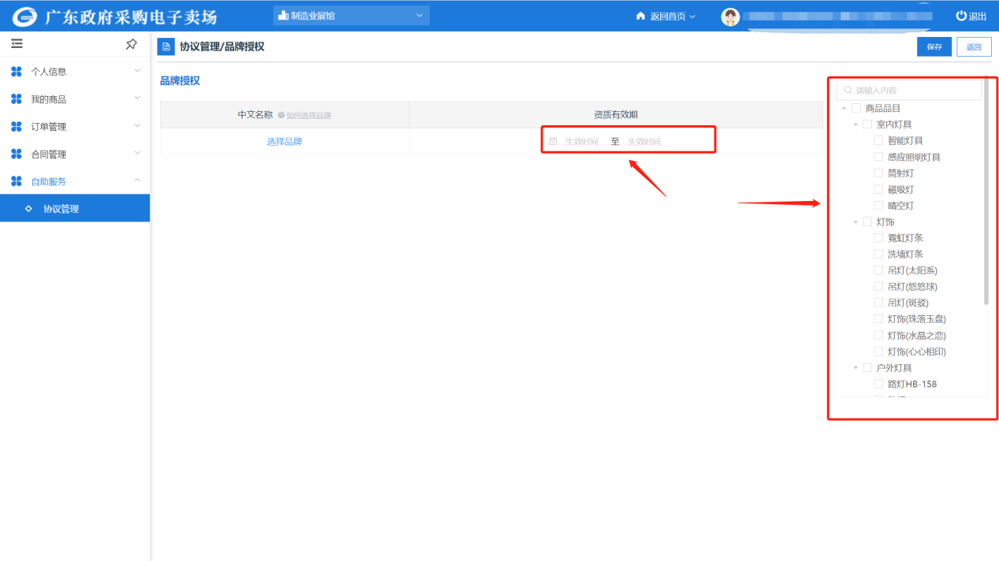 广东政府采购电子卖场
制造业展馆
返回首页
退出
个人信息
我的商品
订单管理
合同管理
自助服务
协议管理
协议管理/品牌授权
保存
返回
品牌授权
中文名称 如何选择品牌
资质有效期
选择品牌
生效时间 至 失效时间
请输入内容
商品品目
室内灯具
智能灯具
感应照明灯具
筒射灯
磁吸灯
晴空灯
灯饰
霓虹灯条
洗墙灯条
吊灯(太阳系)
吊灯(悠悠球)
吊灯(斑驳)
灯饰(珠落玉盘)
灯饰(水晶之恋)
灯饰(心心相印)
户外灯具
路灯HB-158